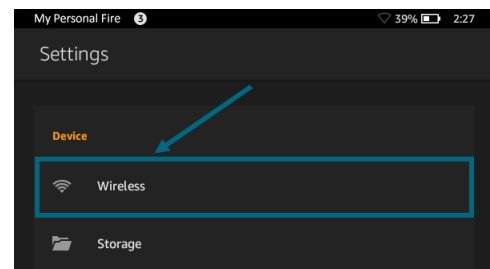 My Personal Fire 3 39% 2:27
Settings
Device
Wireless
Storage